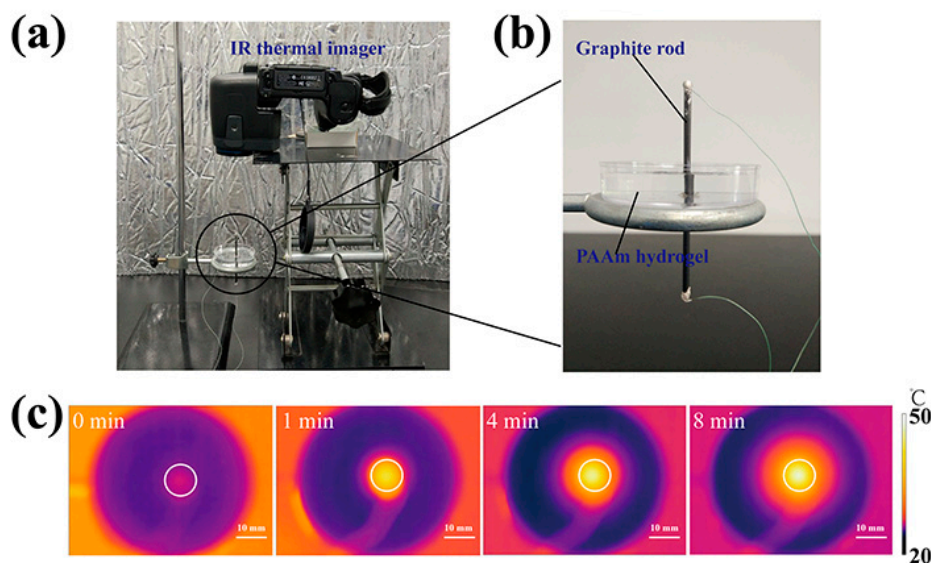 (a)
IR thermal imager
(b)
Graphite rod
PAAm hydrogel
(c)
0 min
1 min
4 min
8 min
10 mm
10 mm
10 mm
10 mm
°C
50
20